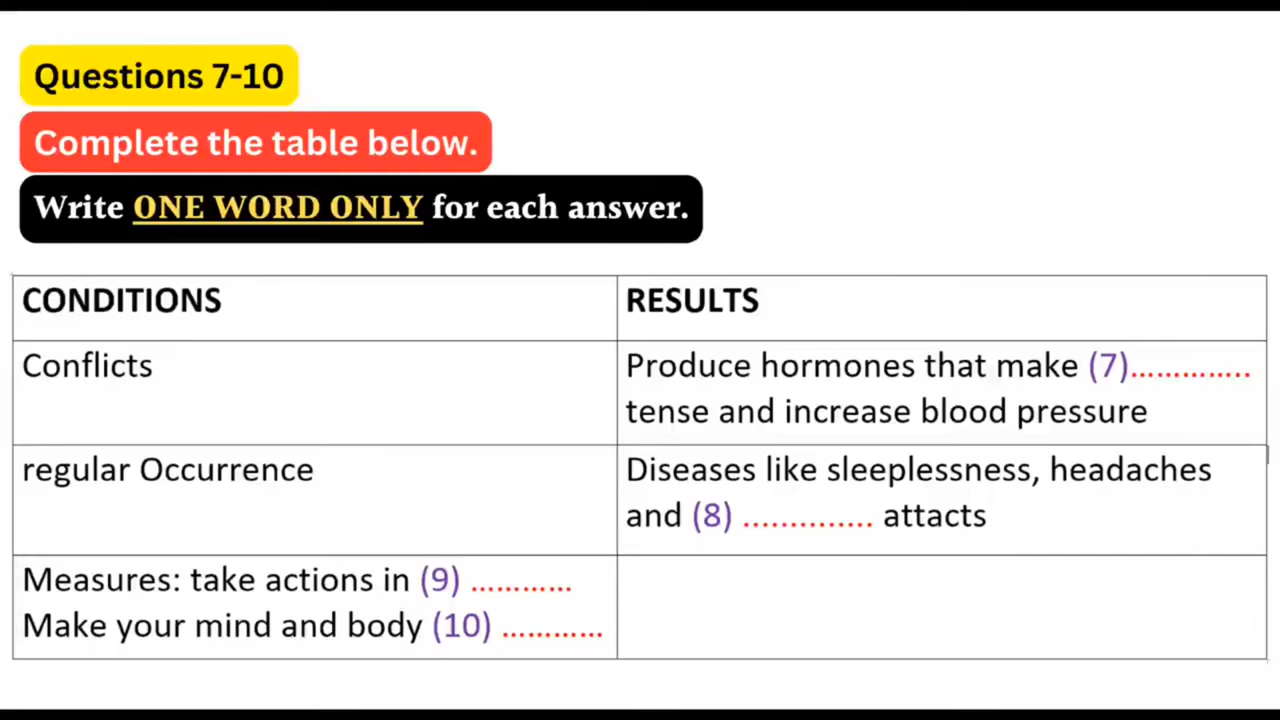 Questions 7-10
Complete the table below.
Write ONE WORD ONLY for each answer.
CONDITIONS
RESULTS
Conflicts
Produce hormones that make (7).............
tense and increase blood pressure
regular Occurrence
Diseases like sleeplessness, headaches
and (8) .............. attacts
Measures: take actions in (9) ............
Make your mind and body (10) ............